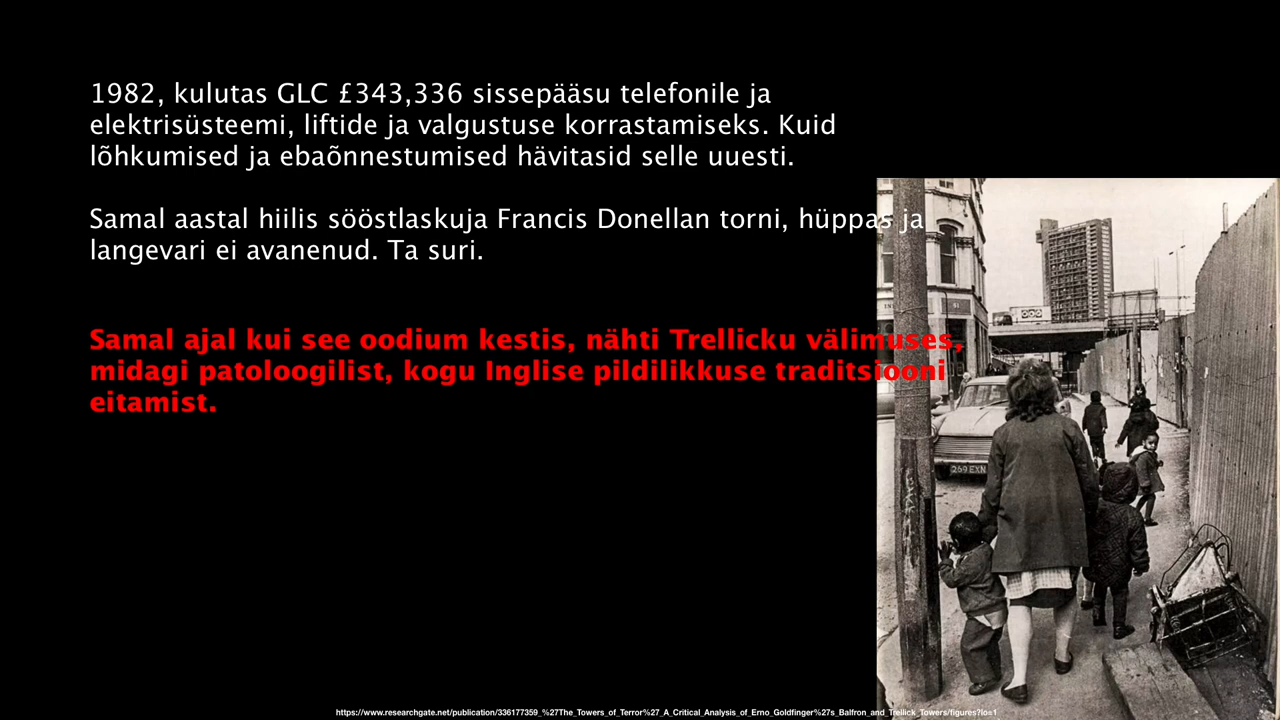 1982, kulutas GLC £343,336 sissepääsu telefonile ja
elektrisüsteemi, liftide ja valgustuse korrastamiseks. Kuid
lõhkumised ja ebaõnnestumised hävitasid selle uuesti.
Samal aastal hiilis sööstlaskuja Francis Donellan torni, hüppas ja
langevari ei avanenud. Ta suri.
Samal ajal kui see oodium kestis, nähti Trellicku välimuses,
midagi patoloogilist, kogu Inglise pildilikkuse traditsiooni
eitamist.
269 EXN
https://www.researchgate.net/publication/336177359_%27The_Towers_of_Terror%27_A_Critical_Analysis_of_Erno_Goldfinger%27s_Balfron_and_Trellick_Towers/figures?lo=1